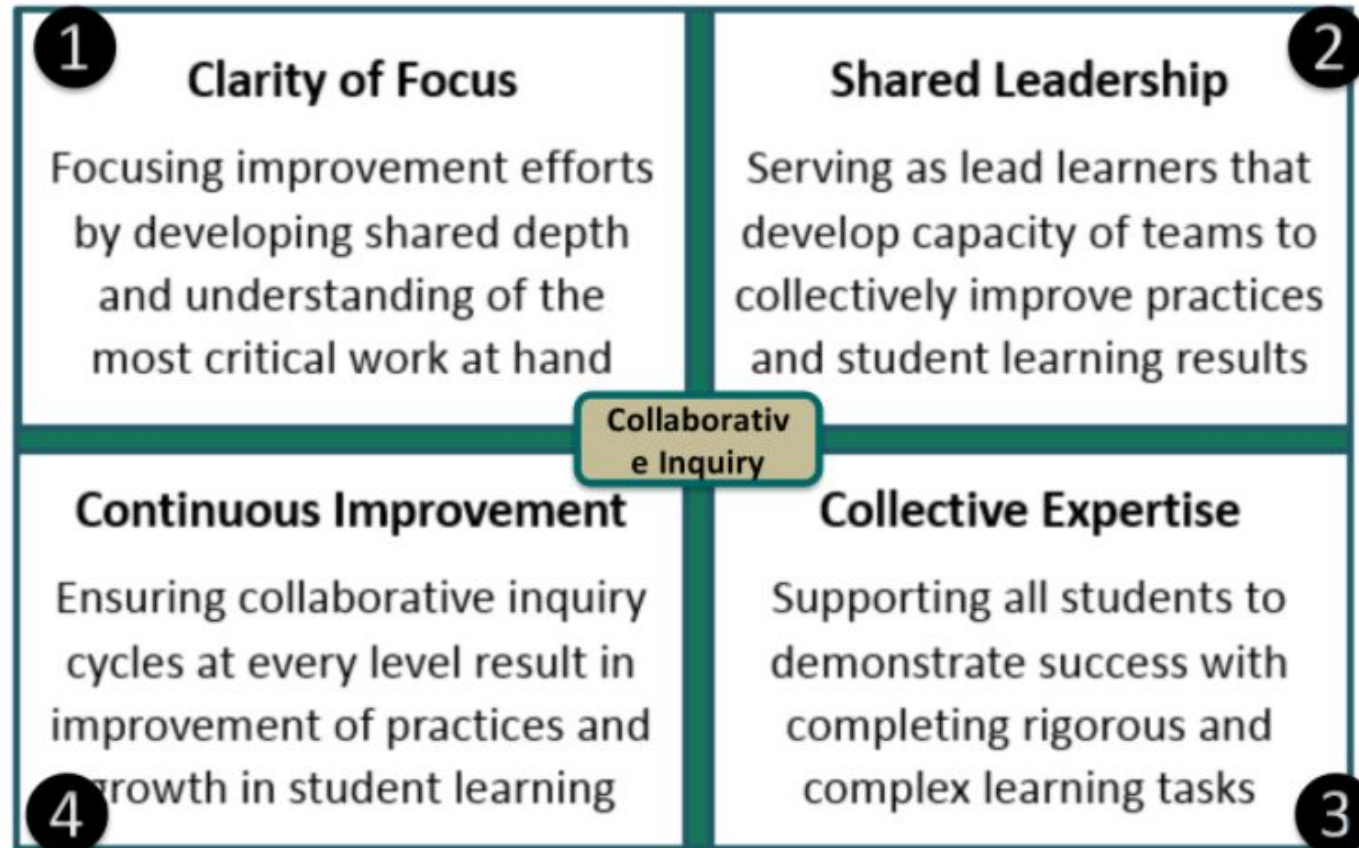 1
Clarity of Focus
Focusing improvement efforts
by developing shared depth
and understanding of the
most critical work at hand
2
Shared Leadership
Serving as lead learners that
develop capacity of teams to
collectively improve practices
and student learning results
Collaborativ
e Inquiry
Collective Expertise
Supporting all students to
demonstrate success with
completing rigorous and
complex learning tasks
3
Continuous Improvement
Ensuring collaborative inquiry
cycles at every level result in
improvement of practices and
growth in student learning
4